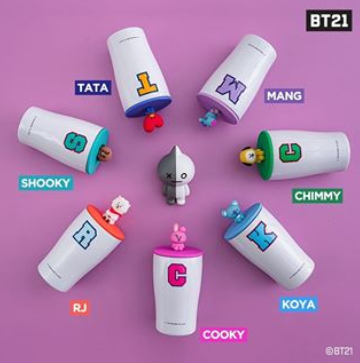 BT21
TATA
MANG
T
M
S
C
SHOOKY
CHIMMY
R
K
C
RJ
KOYA
COOKY
©BT21